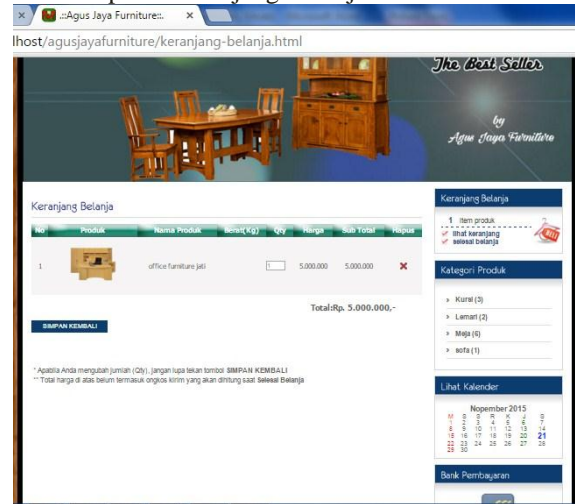 .::Agus Jaya Furniture::.
lhost/agusjayafurniture/keranjang-belanja.html
The Best Seller
by
Agus Jaya Furniture
Keranjang Belanja
No Produk Nama Produk Berat(Kg) Qty Harga Sub Total Hapus
1 office furniture jati 1 5.000.000 5.000.000
Total:Rp. 5.000.000,-
SIMPAN KEMBALI
* Apabila Anda mengubah jumlah (Qty), jangan lupa tekan tombol SIMPAN KEMBALI
** Total harga di atas belum termasuk ongkos kirim yang akan dihitung saat Selesai Belanja
Keranjang Belanja
1 item produk
lihat keranjang
selesai belanja
Kategori Produk
› Kursi (3)
› Lemari (2)
› Meja (6)
› sofa (1)
Lihat Kalender
Nopember 2015
M S S R K J S
1 2 3 4 5 6 7
8 9 10 11 12 13 14
15 16 17 18 19 20 21
22 23 24 25 26 27 28
29 30
Bank Pembayaran